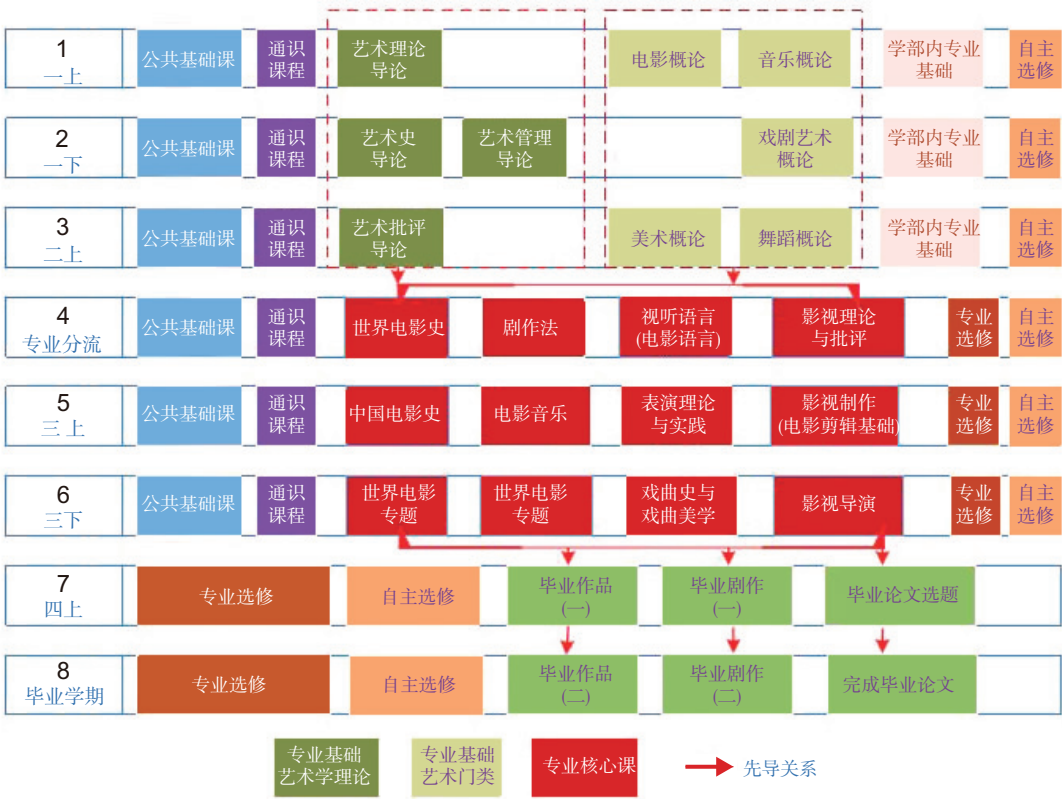 1
一上
公共基础课
通识
课程
艺术理论
导论
电影概论
音乐概论
学部内专业
基础
自主
选修
2
一下
公共基础课
通识
课程
艺术史
导论
艺术管理
导论
戏剧艺术
概论
学部内专业
基础
自主
选修
3
二上
公共基础课
通识
课程
艺术批评
导论
美术概论
舞蹈概论
学部内专业
基础
自主
选修
4
专业分流
公共基础课
通识
课程
世界电影史
剧作法
视听语言
(电影语言)
影视理论
与批评
专业
选修
自主
选修
5
三上
公共基础课
通识
课程
中国电影史
电影音乐
表演理论
与实践
影视制作
(电影剪辑基础)
专业
选修
自主
选修
6
三下
公共基础课
通识
课程
世界电影
专题
世界电影
专题
戏曲史与
戏曲美学
影视导演
专业
选修
自主
选修
7
四上
专业选修
自主选修
毕业作品
(一)
毕业剧作
(一)
毕业论文选题
8
毕业学期
专业选修
自主选修
毕业作品
(二)
毕业剧作
(二)
完成毕业论文
专业基础
艺术学理论
专业基础
艺术门类
专业核心课
先导关系